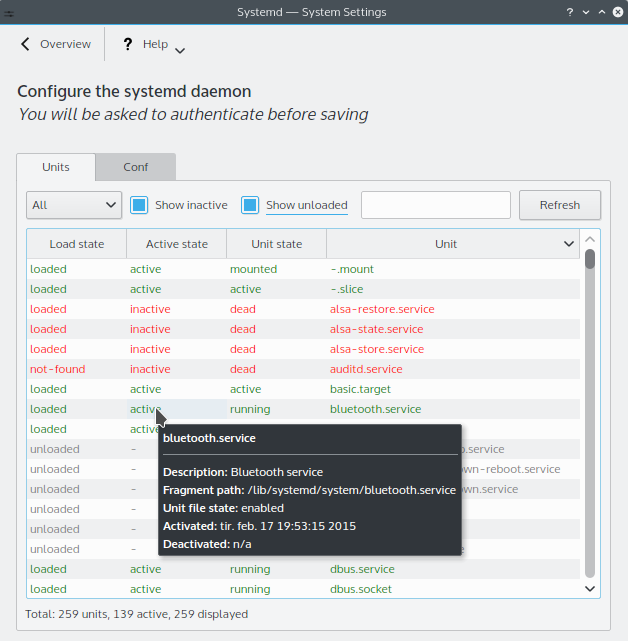 Systemd — System Settings
Overview ? Help
Configure the systemd daemon
You will be asked to authenticate before saving
Units Conf
All Show inactive Show unloaded Refresh
Load state Active state Unit state Unit
loaded active mounted -.mount
loaded active active -.slice
loaded inactive dead alsa-restore.service
loaded inactive dead alsa-state.service
loaded inactive dead alsa-store.service
not-found inactive dead auditd.service
loaded active active basic.target
loaded active running bluetooth.service
loaded active
bluetooth.service
Description: Bluetooth service
Fragment path: /lib/systemd/system/bluetooth.service
Unit file state: enabled
Activated: tir. feb. 17 19:53:15 2015
Deactivated: n/a
unloaded - .service
unloaded - own-reboot.service
unloaded - wn.service
unloaded -
unloaded -
unloaded -
loaded active running dbus.service
loaded active running dbus.socket
Total: 259 units, 139 active, 259 displayed